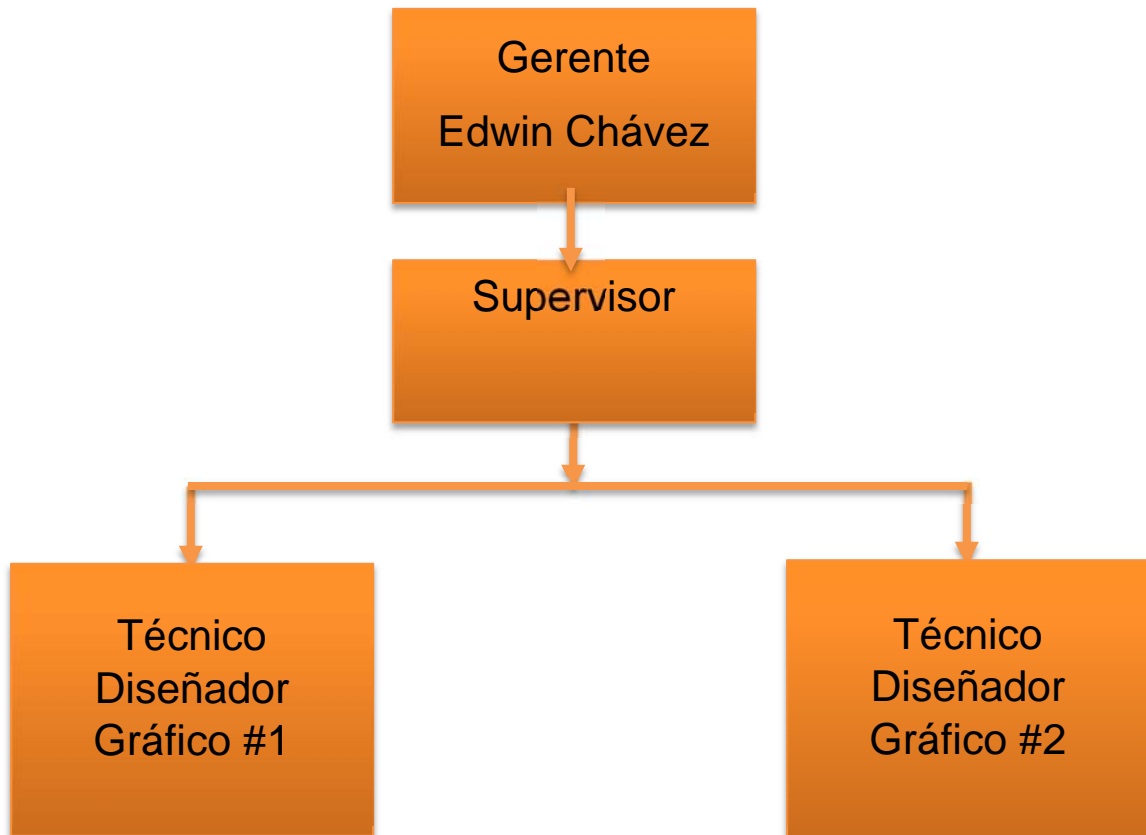 Gerente
Edwin Chávez
Supervisor
Técnico
Diseñador
Gráfico #1
Técnico
Diseñador
Gráfico #2